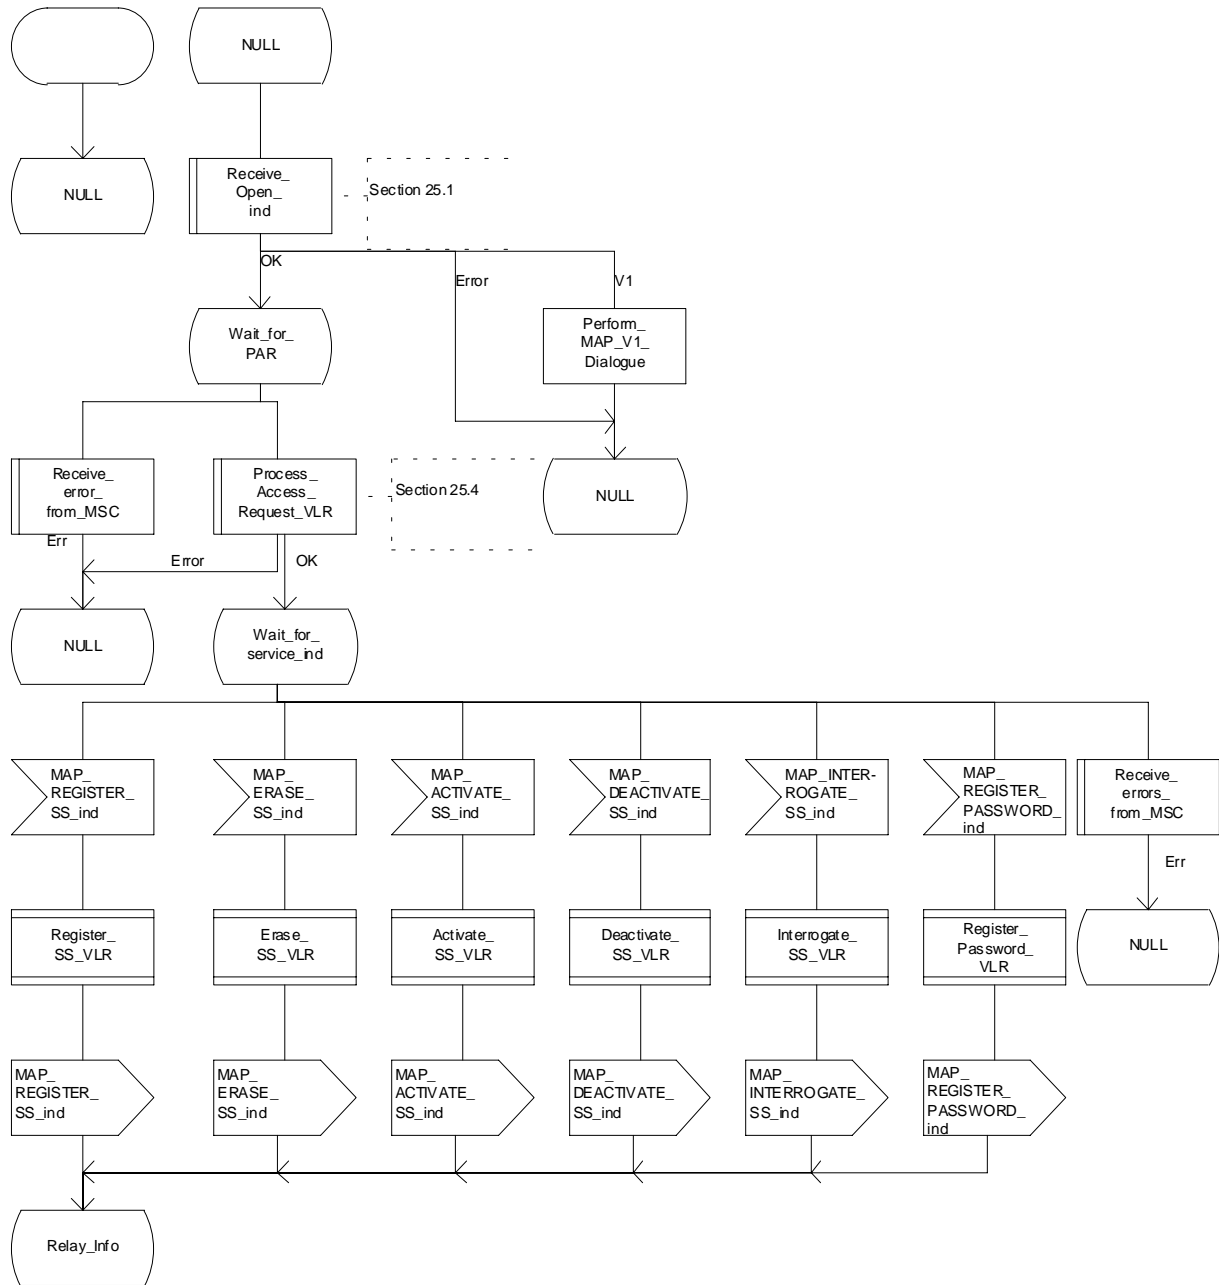 NULL
NULL
Receive_
Open_
ind
Section 25.1
OK
Error
V1
Wait_for_
PAR
Perform_
MAP_V1_
Dialogue
Receive_
error_
from_MSC
Process_
Access_
Request_VLR
Section 25.4
NULL
Err
Error
OK
NULL
Wait_for_
service_ind
MAP_
REGISTER_
SS_ind
MAP_
ERASE_
SS_ind
MAP_
ACTIVATE_
SS_ind
MAP_
DEACTIVATE_
SS_ind
MAP_INTER-
ROGATE_
SS_ind
MAP_
REGISTER_
PASSWORD_
ind
Receive_
errors_
from_MSC
Err
Register_
SS_VLR
Erase_
SS_VLR
Activate_
SS_VLR
Deactivate_
SS_VLR
Interrogate_
SS_VLR
Register_
Password_
VLR
NULL
MAP_
REGISTER_
SS_ind
MAP_
ERASE_
SS_ind
MAP_
ACTIVATE_
SS_ind
MAP_
DEACTIVATE_
SS_ind
MAP_
INTERROGATE_
SS_ind
MAP_
REGISTER_
PASSWORD_
ind
Relay_Info